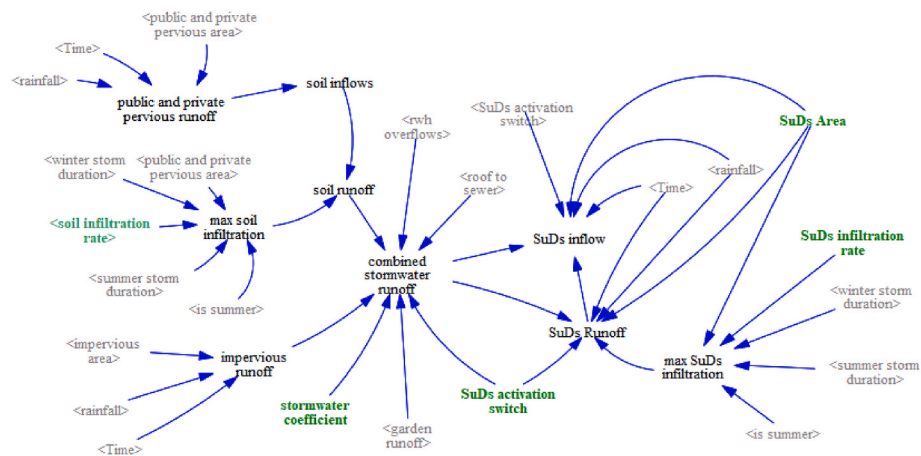 <public and private
pervious area>
<Time>
<rainfall>
public and private
pervious runoff
soil inflows
<rwh
overflows>
<SuDs activation
switch>
SuDs Area
<winter storm
duration>
<public and private
pervious area>
soil runoff
<roof to
sewer>
<Time>
<rainfall>
<soil infiltration
rate>
max soil
infiltration
SuDs inflow
SuDs infiltration
rate
combined
stormwater
runoff
<summer storm
duration>
<is summer>
<winter storm
duration>
SuDs Runoff
<impervious
area>
impervious
runoff
max SuDs
infiltration
<summer storm
duration>
<rainfall>
stormwater
coefficient
SuDs activation
switch
<Time>
<garden
runoff>
<is summer>